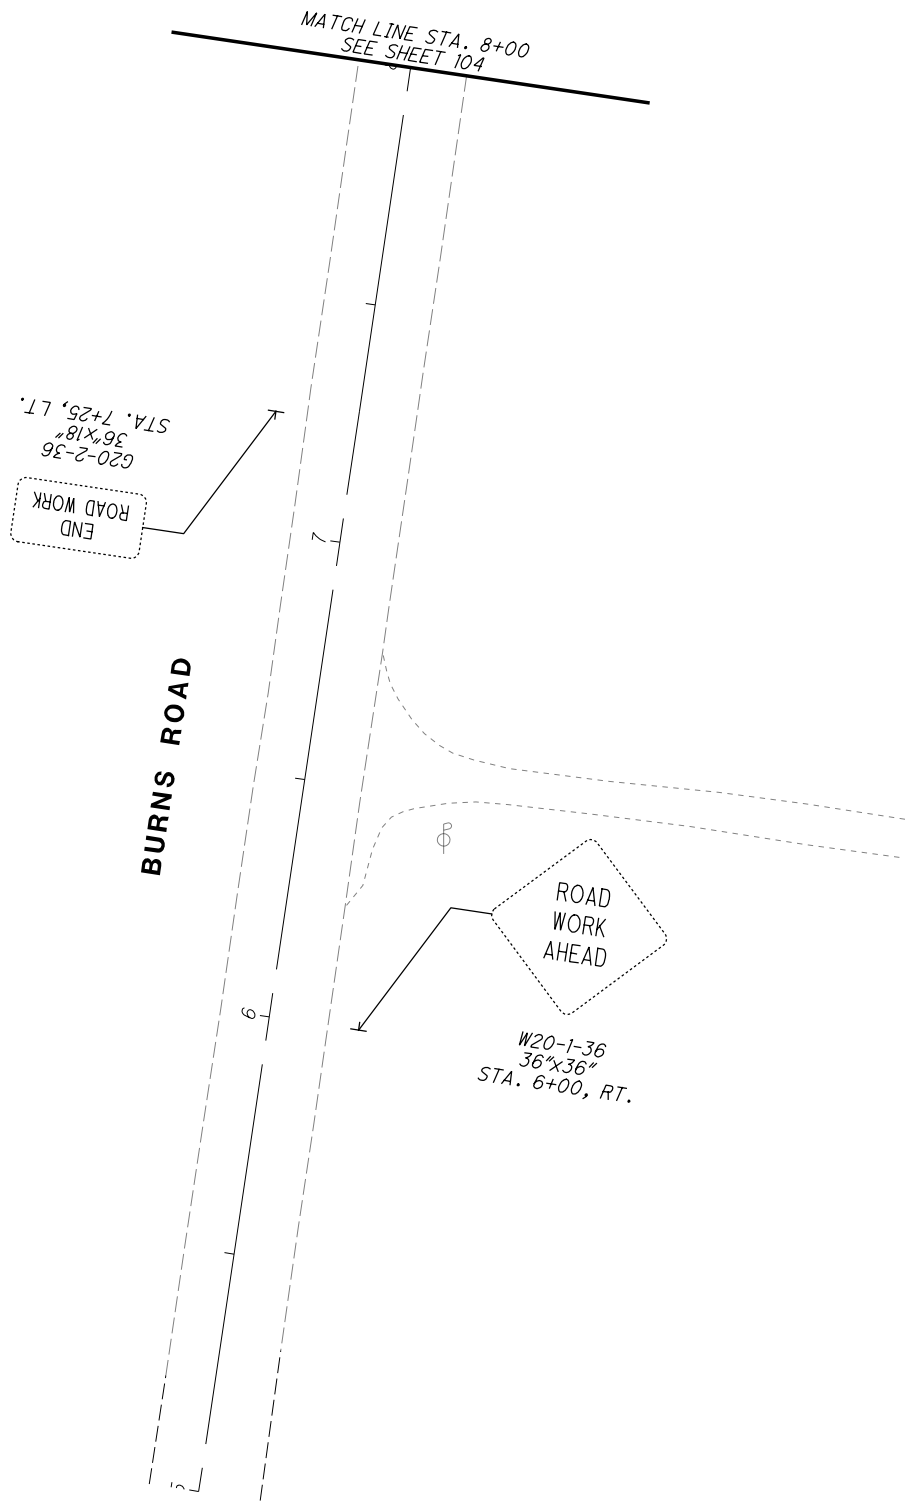 MATCH LINE STA. 8+00
SEE SHEET 104
STA. 7+25, LT.
36"x18"
G20-2-36
END
ROAD WORK
7
BURNS ROAD
ROAD
WORK
AHEAD
6
W20-1-36
36"x36"
STA. 6+00, RT.